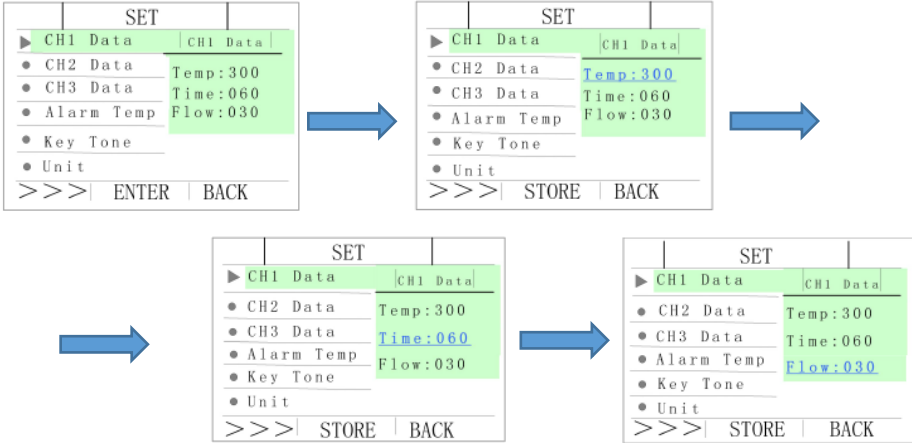 SET
CH1 Data
CH1 Data
CH2 Data
Temp:300
CH3 Data
Time:060
Alarm Temp
Flow:030
Key Tone
Unit
>>> ENTER BACK
SET
CH1 Data
CH1 Data
CH2 Data
Temp:300
CH3 Data
Time:060
Alarm Temp
Flow:030
Key Tone
Unit
>>> STORE BACK
SET
CH1 Data
CH1 Data
CH2 Data
Temp:300
CH3 Data
Time:060
Alarm Temp
Flow:030
Key Tone
Unit
>>> STORE BACK
SET
CH1 Data
CH1 Data
CH2 Data
Temp:300
CH3 Data
Time:060
Alarm Temp
Flow:030
Key Tone
Unit
>>> STORE BACK